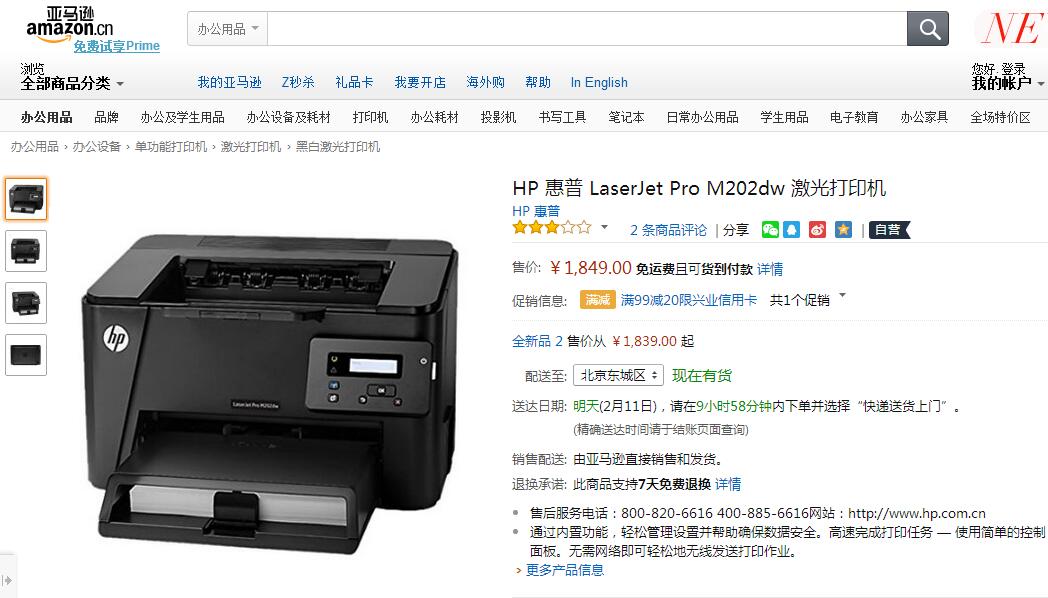 亚马逊
amazon.cn
免费试享Prime
办公用品
NE
浏览
全部商品分类
我的亚马逊 Z秒杀 礼品卡 我要开店 海外购 帮助 In English
您好, 登录
我的帐户
办公用品 品牌 办公及学生用品 办公设备及耗材 打印机 办公耗材 投影机 书写工具 笔记本 日常办公用品 学生用品 电子教育 办公家具 全场特价区
办公用品 › 办公设备 › 单功能打印机 › 激光打印机 › 黑白激光打印机
HP 惠普 LaserJet Pro M202dw 激光打印机
HP 惠普
2 条商品评论 | 分享 | 自营
售价: ¥1,849.00 免运费且可货到付款 详情
促销信息: 满减 满99减20限兴业信用卡 共1个促销
全新品 2 售价从 ¥1,839.00 起
配送至: 北京东城区 现在有货
送达日期: 明天(2月11日)，请在9小时58分钟内下单并选择“快递送货上门”。
(精确送达时间请于结账页面查询)
销售配送: 由亚马逊直接销售和发货。
退换承诺: 此商品支持7天免费退换 详情
售后服务电话：800-820-6616 400-885-6616网站：http://www.hp.com.cn
通过内置功能，轻松管理设置并帮助确保数据安全。高速完成打印任务 — 使用简单的控制
面板。无需网络即可轻松地无线发送打印作业。
› 更多产品信息
hp
OK
LaserJet Pro M202dw